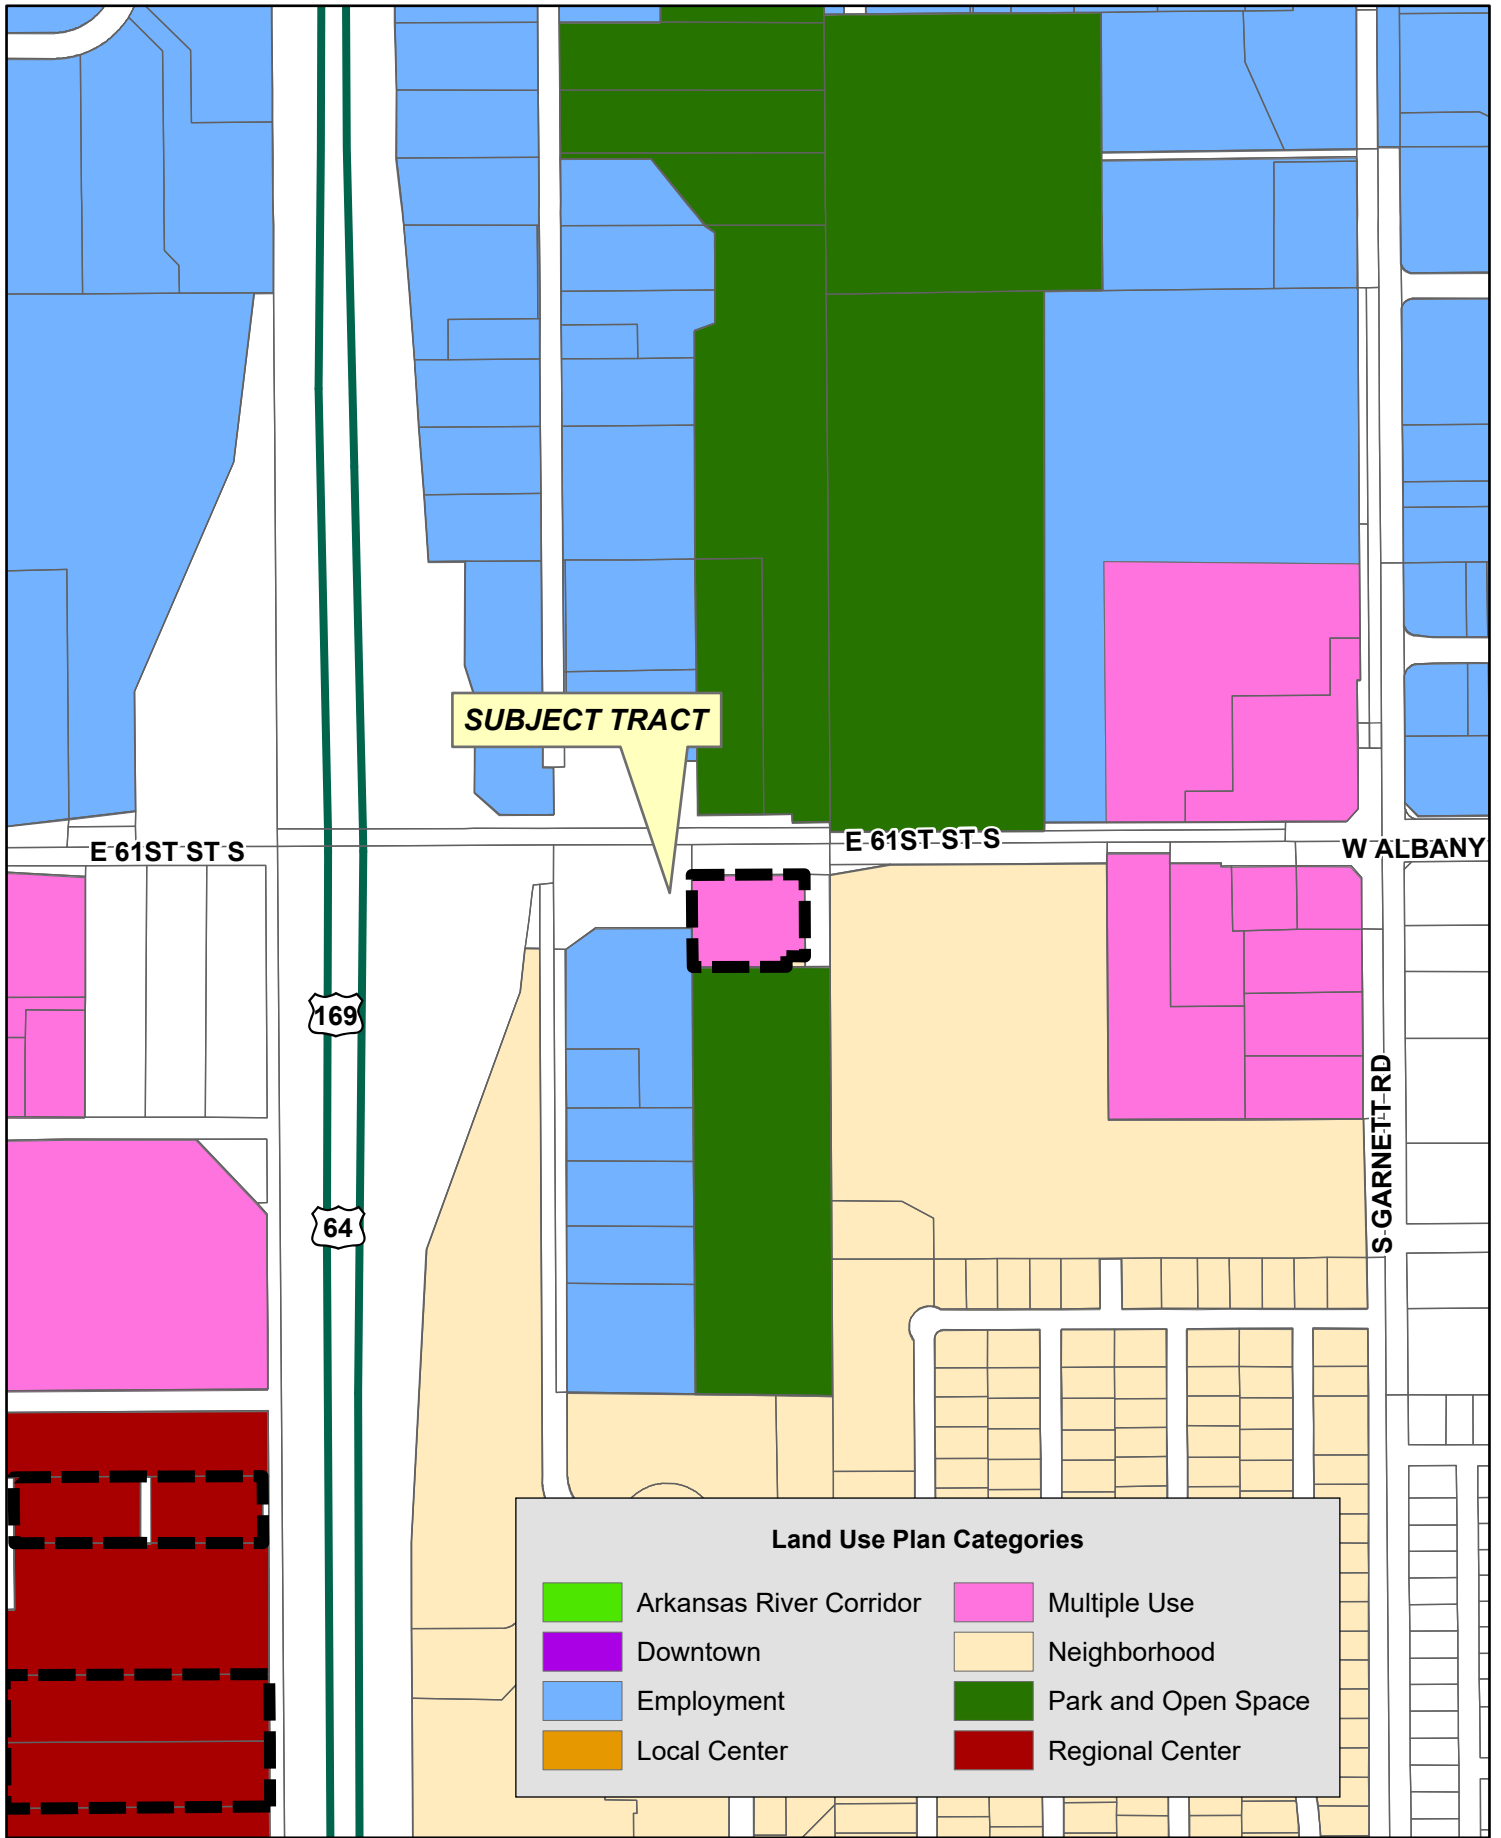 SUBJECT TRACT
E 61ST ST S
E 61ST ST S
W ALBANY
169
64
S GARNETT RD
Land Use Plan Categories
Arkansas River Corridor
Multiple Use
Downtown
Neighborhood
Employment
Park and Open Space
Local Center
Regional Center